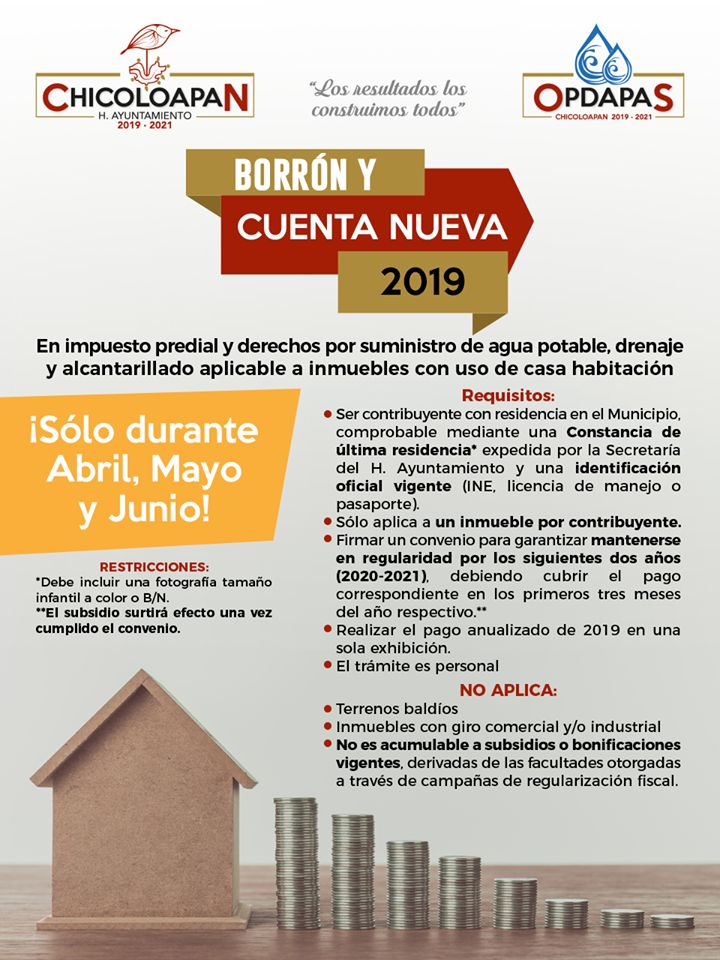 CHICOLOAPAN
H. AYUNTAMIENTO
2019 - 2021
"Los resultados los
construimos todos"
OPDAPAS
CHICOLOAPAN 2019 - 2021
BORRÓN Y
CUENTA NUEVA
2019
En impuesto predial y derechos por suministro de agua potable, drenaje
y alcantarillado aplicable a inmuebles con uso de casa habitación
¡Sólo durante
Abril, Mayo
y Junio!
RESTRICCIONES:
*Debe incluir una fotografía tamaño
infantil a color o B/N.
**El subsidio surtirá efecto una vez
cumplido el convenio.
Requisitos:
• Ser contribuyente con residencia en el Municipio,
comprobable mediante una Constancia de
última residencia* expedida por la Secretaría
del H. Ayuntamiento y una identificación
oficial vigente (INE, licencia de manejo o
pasaporte).
• Sólo aplica a un inmueble por contribuyente.
• Firmar un convenio para garantizar mantenerse
en regularidad por los siguientes dos años
(2020-2021), debiendo cubrir el pago
correspondiente en los primeros tres meses
del año respectivo.**
• Realizar el pago anualizado de 2019 en una
sola exhibición.
• El trámite es personal
NO APLICA:
• Terrenos baldíos
• Inmuebles con giro comercial y/o industrial
• No es acumulable a subsidios o bonificaciones
vigentes, derivadas de las facultades otorgadas
a través de campañas de regularización fiscal.